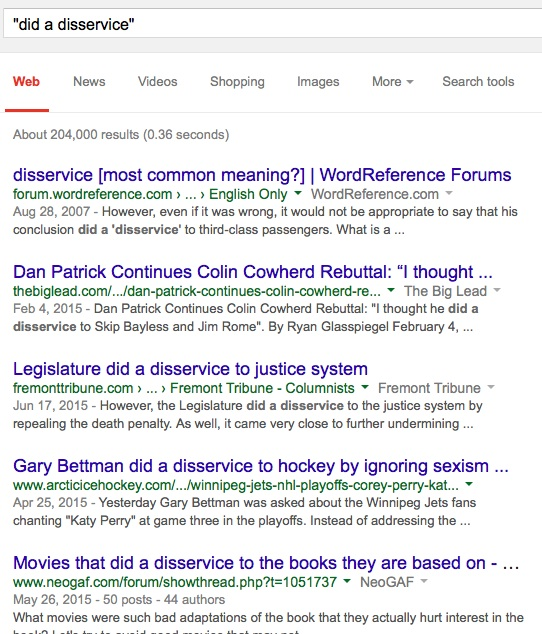 "did a disservice"
Web News Videos Shopping Images More Search tools
About 204,000 results (0.36 seconds)
disservice [most common meaning?] | WordReference Forums
forum.wordreference.com › ... › English Only WordReference.com
Aug 28, 2007 - However, even if it was wrong, it would not be appropriate to say that his
conclusion did a 'disservice' to third-class passengers. What is a ...
Dan Patrick Continues Colin Cowherd Rebuttal: “I thought ...
thebiglead.com/.../dan-patrick-continues-colin-cowherd-re... The Big Lead
Feb 4, 2015 - Dan Patrick Continues Colin Cowherd Rebuttal: "I thought he did a
disservice to Skip Bayless and Jim Rome". By Ryan Glasspiegel February 4, ...
Legislature did a disservice to justice system
fremonttribune.com › ... › Fremont Tribune - Columnists Fremont Tribune
Jun 17, 2015 - However, the Legislature did a disservice to the justice system by
repealing the death penalty. As well, it came very close to further undermining ...
Gary Bettman did a disservice to hockey by ignoring sexism ...
www.arcticicehockey.com/.../winnipeg-jets-nhl-playoffs-corey-perry-kat...
Apr 25, 2015 - Yesterday Gary Bettman was asked about the Winnipeg Jets fans
chanting "Katy Perry" at game three in the playoffs. Instead of addressing the ...
Movies that did a disservice to the books they are based on - ...
www.neogaf.com/forum/showthread.php?t=1051737 NeoGAF
May 26, 2015 - 50 posts - 44 authors
What movies were such bad adaptations of the book that they actually hurt interest in the
book? Let's try to avoid good movies that may not